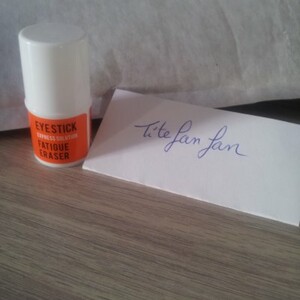 EYESTICK
FATIGUE
ERASER
Tite fan fan